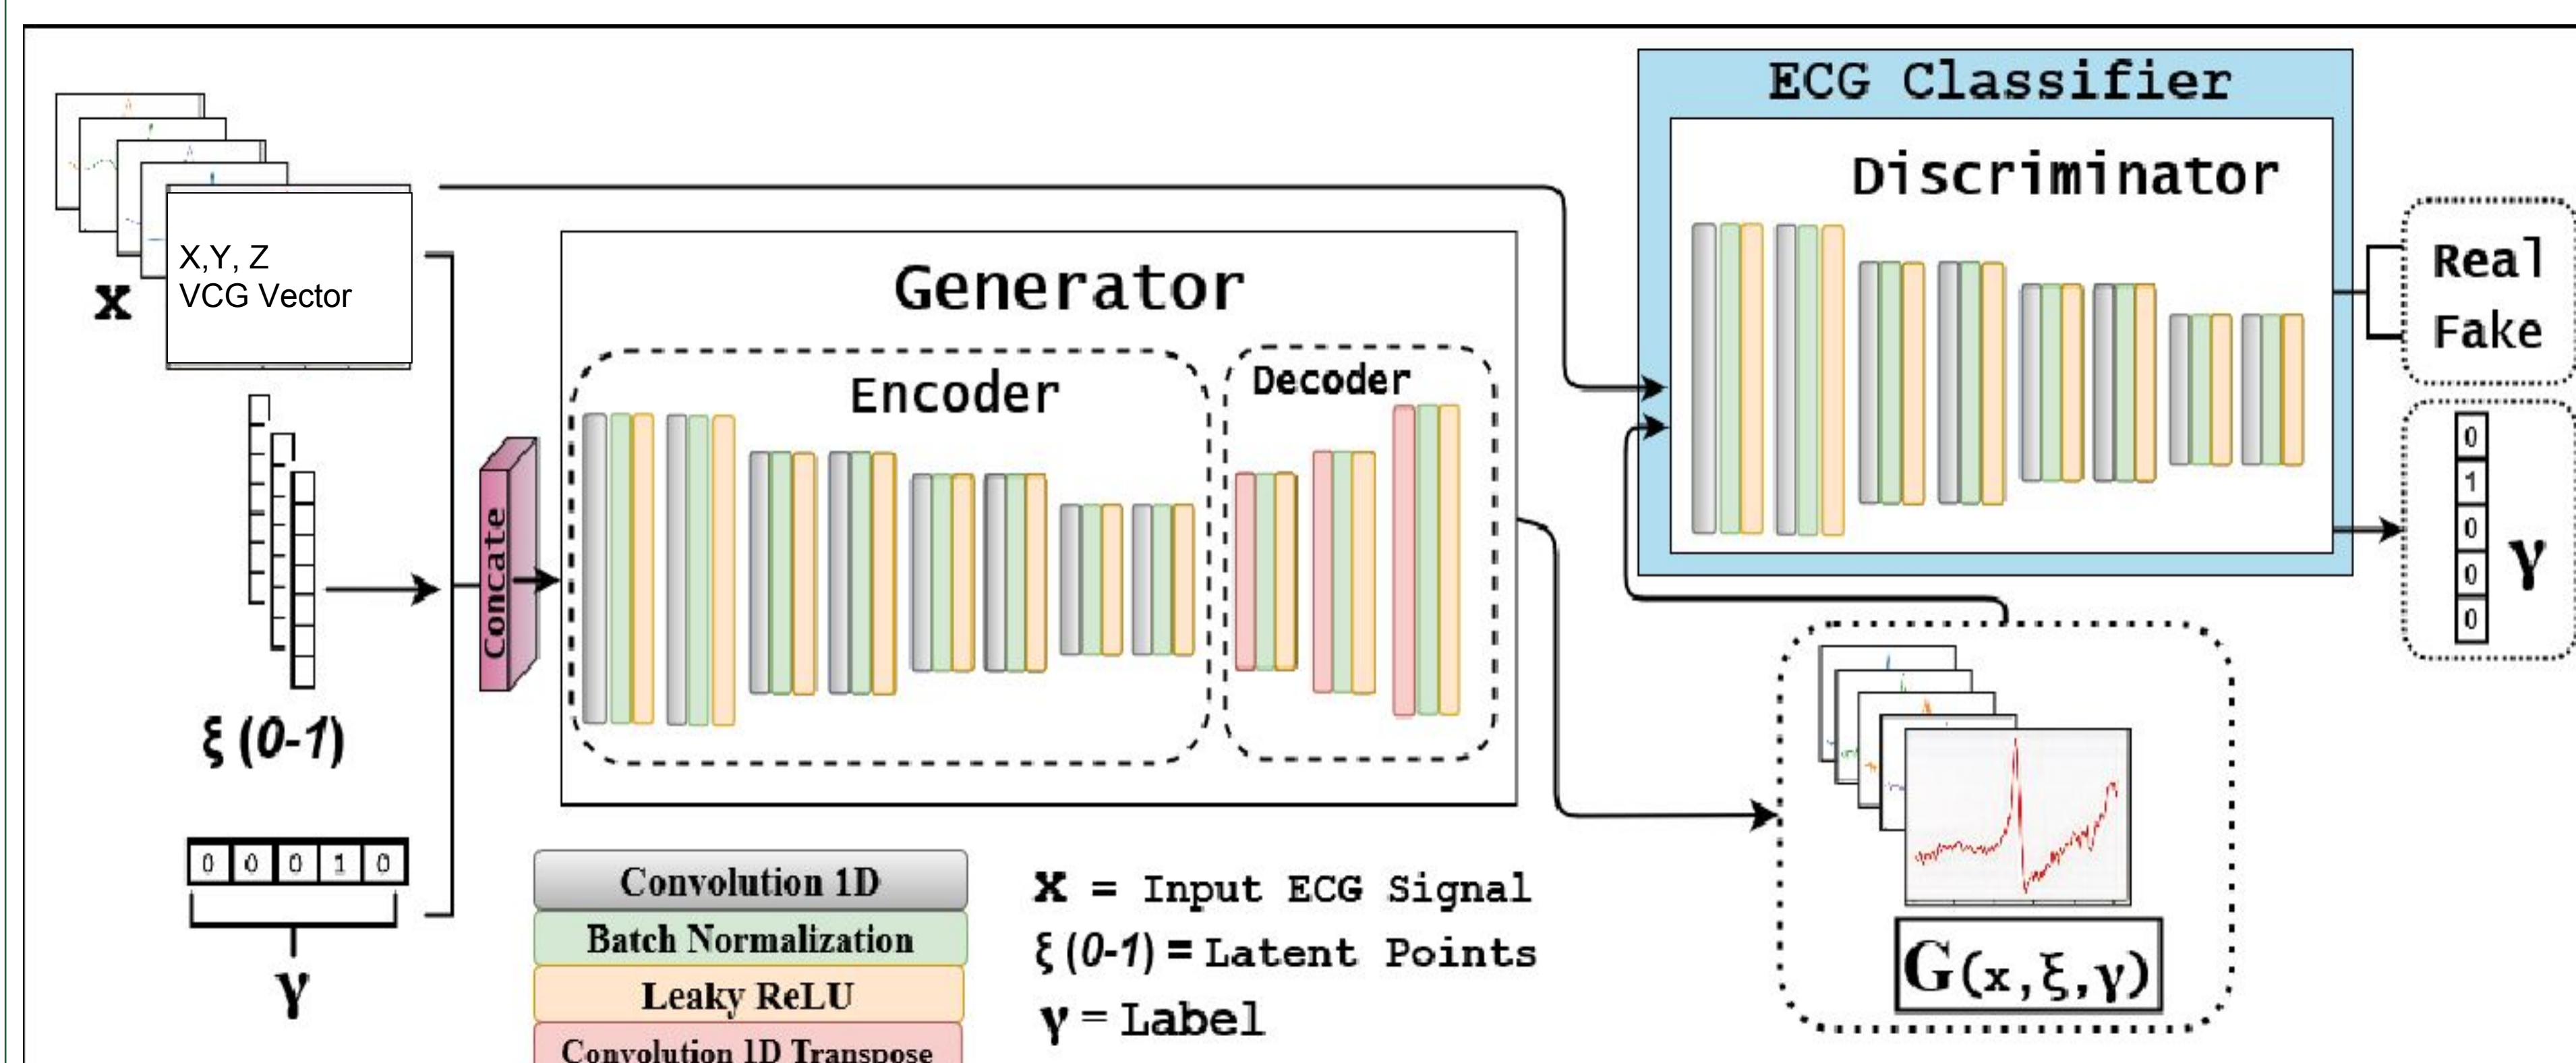 ECG Classifier
Discriminator
X,Y, Z
VCG Vector
x
Generator
Encoder
Decoder
Concate
ξ (0-1)
0 0 0 1 0
γ
Real
Fake
0
1
0
0
0
γ
Convolution 1D
Batch Normalization
Leaky ReLU
Convolution 1D Transpose
x = Input ECG Signal
ξ (0-1) = Latent Points
γ = Label
G(x,ξ,γ)